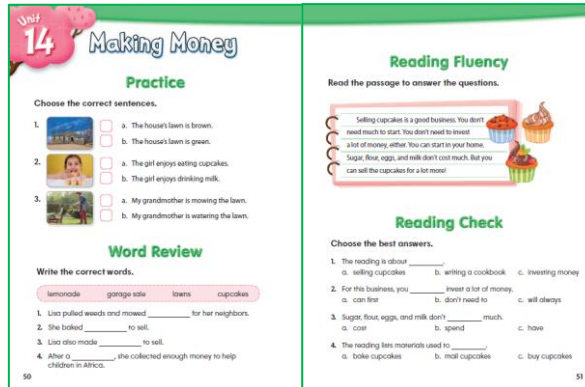 Unit
14
Making Money
Practice
Choose the correct sentences.
1.
a. The house's lawn is brown.
b. The house's lawn is green.
2.
a. The girl enjoys eating cupcakes.
b. The girl enjoys drinking milk.
3.
a. My grandmother is mowing the lawn.
b. My grandmother is watering the lawn.
Word Review
Write the correct words.
lemonade garage sale lawns cupcakes
1. Lisa pulled weeds and mowed __________ for her neighbors.
2. She baked __________ to sell.
3. Lisa also made __________ to sell.
4. After a __________, she collected enough money to help
children in Africa.
50
Reading Fluency
Read the passage to answer the questions.
Selling cupcakes is a good business. You don't
need much to start. You don't need to invest
a lot of money, either. You can start in your home.
Sugar, flour, eggs, and milk don't cost much. But you
can sell the cupcakes for a lot more!
Reading Check
Choose the best answers.
1. The reading is about ________.
a. selling cupcakes b. writing a cookbook c. investing money
2. For this business, you ________ invest a lot of money.
a. can first b. don't need to c. will always
3. Sugar, flour, eggs, and milk don't ________ much.
a. cost b. spend c. have
4. The reading lists materials used to ________.
a. bake cupcakes b. mail cupcakes c. buy cupcakes
51